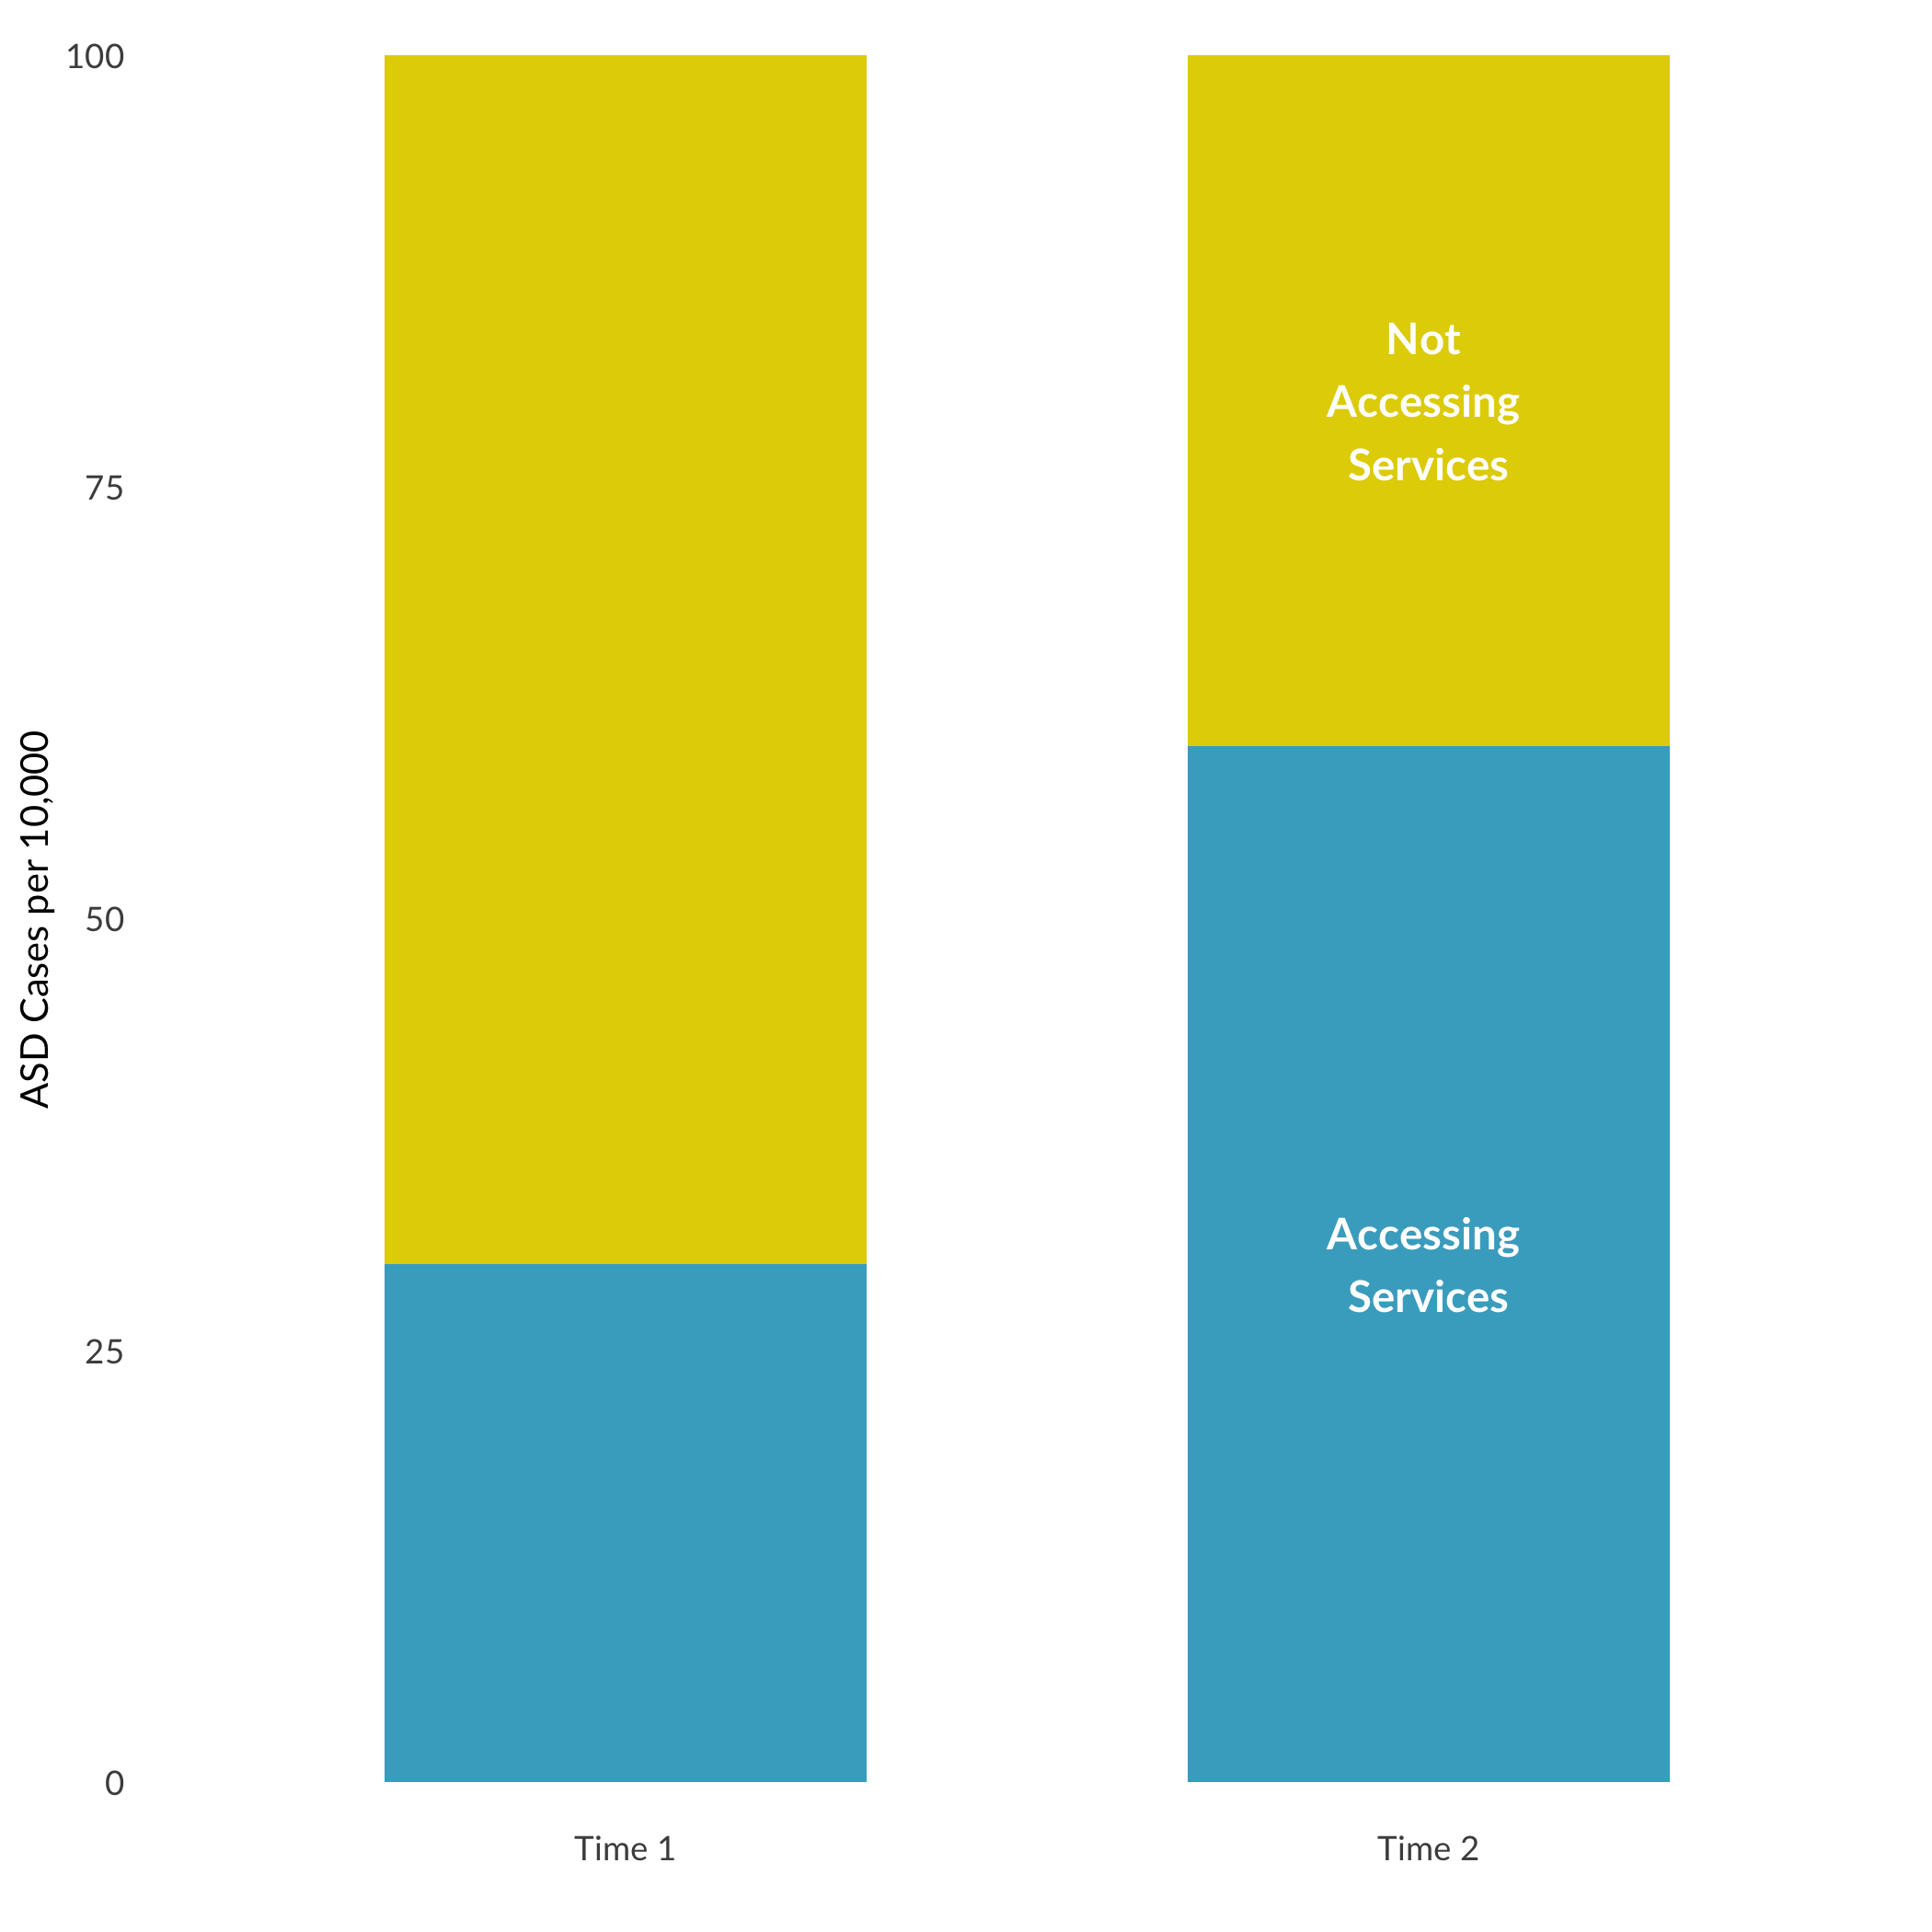 100
75
50
25
0
ASD Cases per 10,000
Not
Accessing
Services
Accessing
Services
Time 1
Time 2